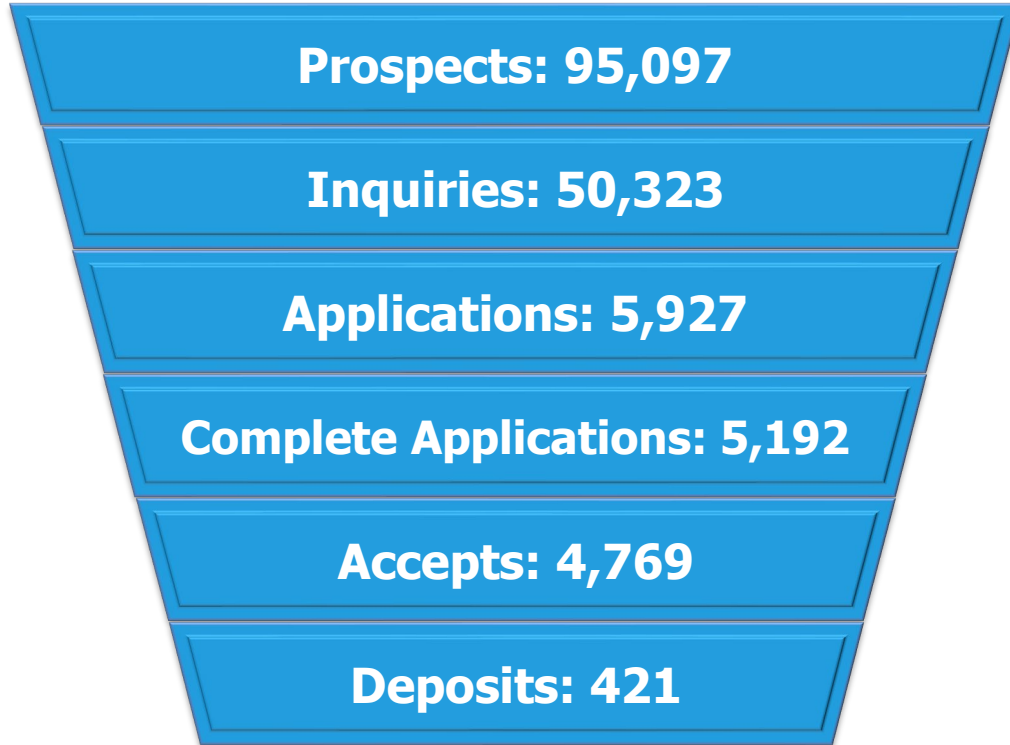 Prospects: 95,097
Inquiries: 50,323
Applications: 5,927
Complete Applications: 5,192
Accepts: 4,769
Deposits: 421